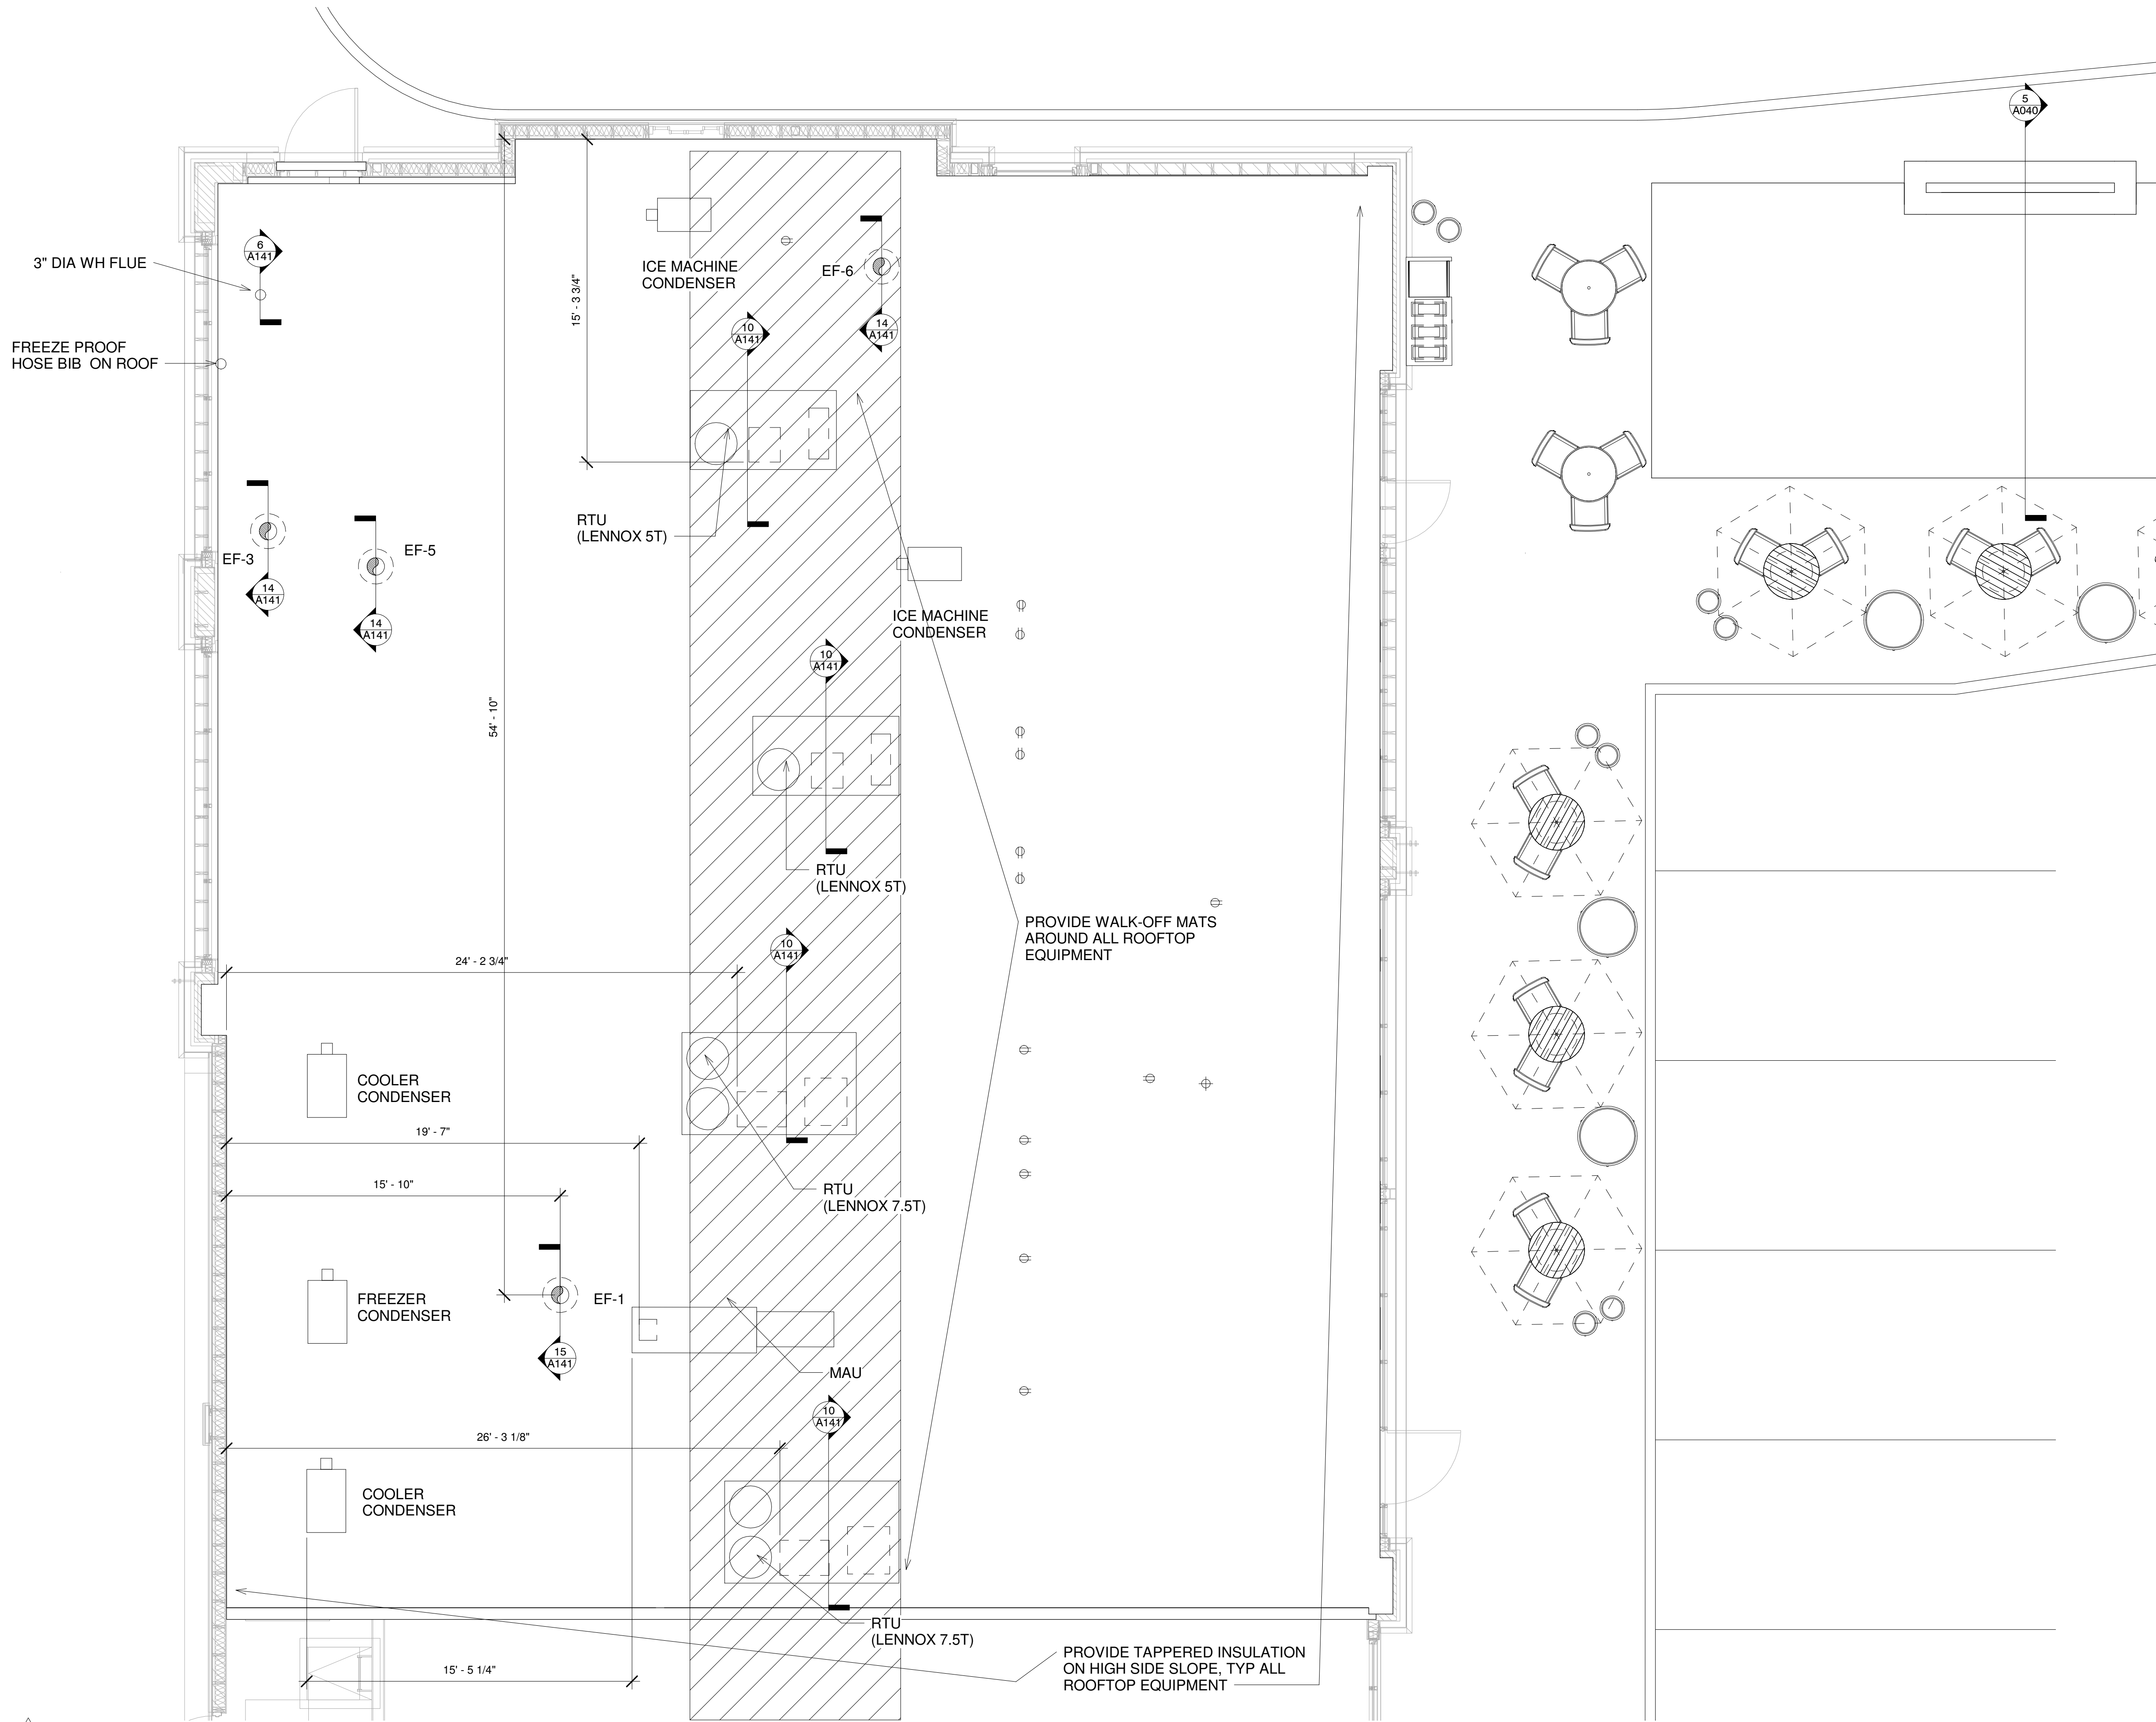 5
A040
6
A141
3" DIA WH FLUE
FREEZE PROOF
HOSE BIB ON ROOF
15' - 3 3/4"
ICE MACHINE
CONDENSER
EF-6
10
A141
14
A141
RTU
(LENNOX 5T)
EF-3
14
A141
EF-5
14
A141
ICE MACHINE
CONDENSER
10
A141
54' - 10"
RTU
(LENNOX 5T)
PROVIDE WALK-OFF MATS
AROUND ALL ROOFTOP
EQUIPMENT
10
A141
24' - 2 3/4"
COOLER
CONDENSER
19' - 7"
15' - 10"
RTU
(LENNOX 7.5T)
FREEZER
CONDENSER
EF-1
15
A141
MAU
10
A141
26' - 3 1/8"
COOLER
CONDENSER
RTU
(LENNOX 7.5T)
15' - 5 1/4"
PROVIDE TAPPERED INSULATION
ON HIGH SIDE SLOPE, TYP ALL
ROOFTOP EQUIPMENT